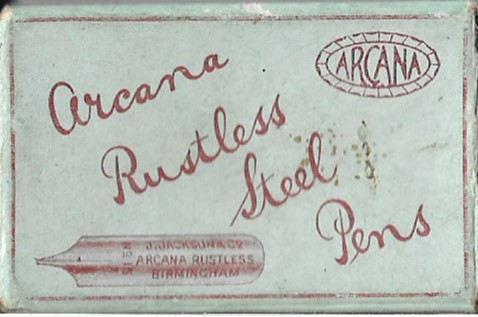 ARCANA
Arcana
Rustless
Steel
Pens
J. JACKSON & CO
ARCANA RUSTLESS
BIRMINGHAM